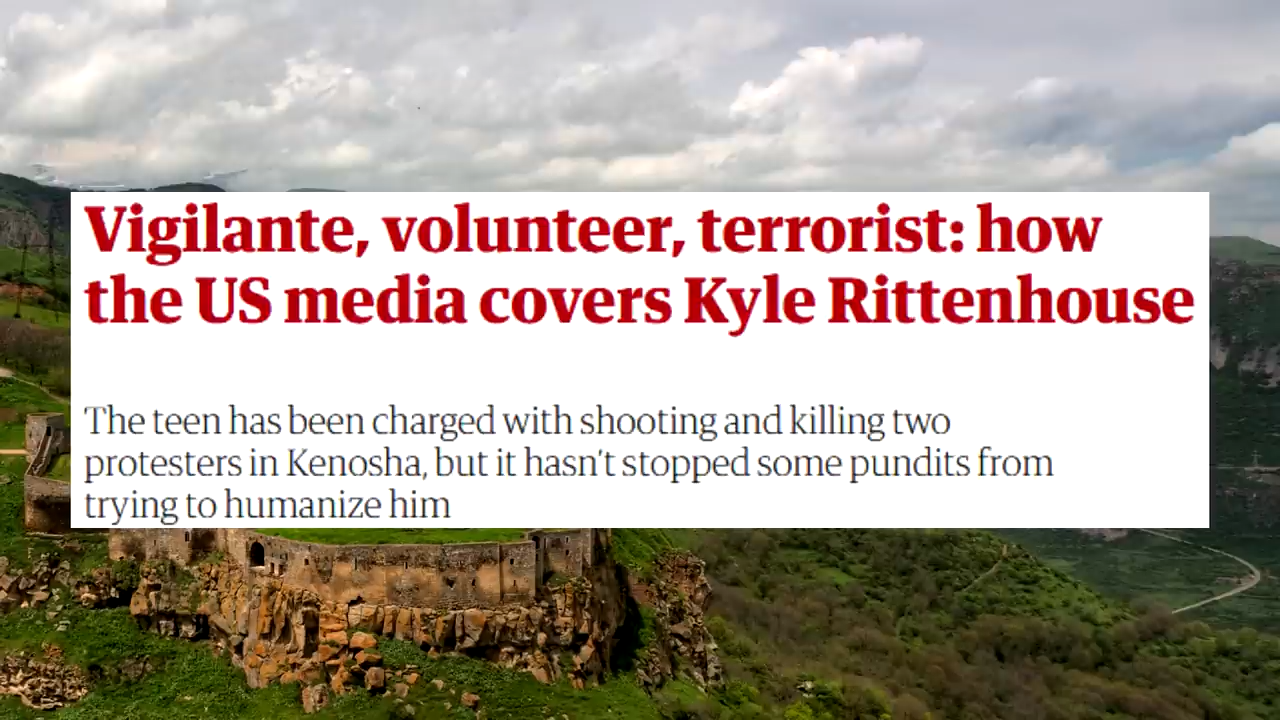 Vigilante, volunteer, terrorist: how
the US media covers Kyle Rittenhouse
The teen has been charged with shooting and killing two
protesters in Kenosha, but it hasn't stopped some pundits from
trying to humanize him